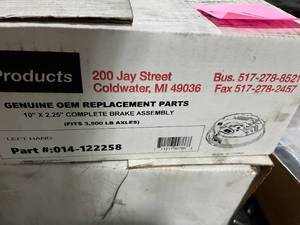 Products
200 Jay Street
Coldwater, MI 49036
Bus. 517-278-8521
Fax 517-278-2457
GENUINE OEM REPLACEMENT PARTS
10" X 2.25" COMPLETE BRAKE ASSEMBLY
(FITS 3,500 LB AXLES)
LEFT HAND
Part #:014-122258